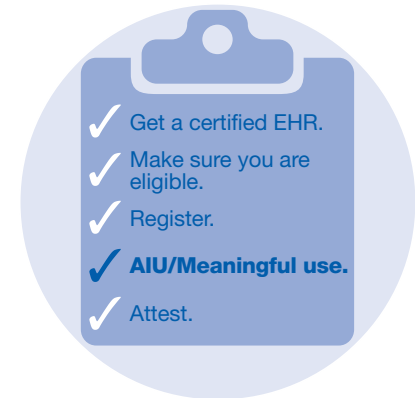 Get a certified EHR.
Make sure you are
eligible.
Register.
AIU/Meaningful use.
Attest.